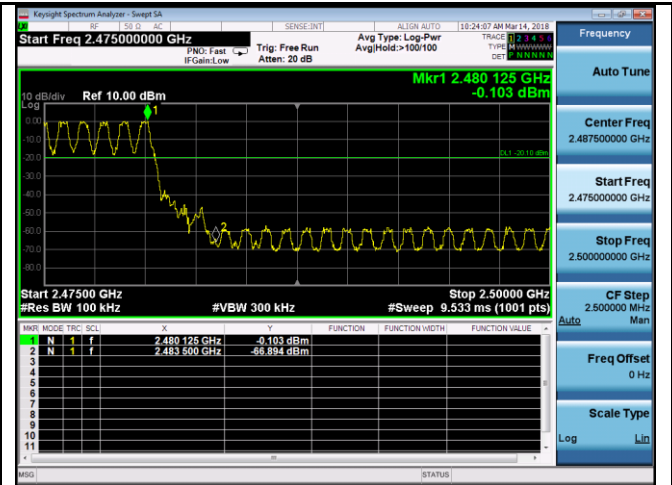 Keysight Spectrum Analyzer - Swept SA
RF 50 Ω AC SENSE:INT ALIGN AUTO 10:24:07 AM Mar 14, 2018
Start Freq 2.475000000 GHz
PNO: Fast
IFGain:Low
Trig: Free Run
Atten: 20 dB
Avg Type: Log-Pwr
Avg|Hold:>100/100
TRACE 1 2 3 4 5 6
TYPE M WWWWW
DET P N N N N N
Frequency
Auto Tune
Center Freq
2.487500000 GHz
Start Freq
2.475000000 GHz
Stop Freq
2.500000000 GHz
CF Step
2.500000 MHz
Auto Man
Freq Offset
0 Hz
Scale Type
Log Lin
Mkr1 2.480 125 GHz
-0.103 dBm
10 dB/div Ref 10.00 dBm
Log
1
0.00
-10.0
DL1 -20.10 dBm
-20.0
-30.0
-40.0
-50.0
2
-60.0
-70.0
-80.0
Start 2.47500 GHz Stop 2.50000 GHz
#Res BW 100 kHz #VBW 300 kHz #Sweep 9.533 ms (1001 pts)
MKR MODE TRC SCL X Y FUNCTION FUNCTION WIDTH FUNCTION VALUE
1 N 1 f 2.480 125 GHz -0.103 dBm
2 N 1 f 2.483 500 GHz -66.894 dBm
3
4
5
6
7
8
9
10
11
MSG STATUS